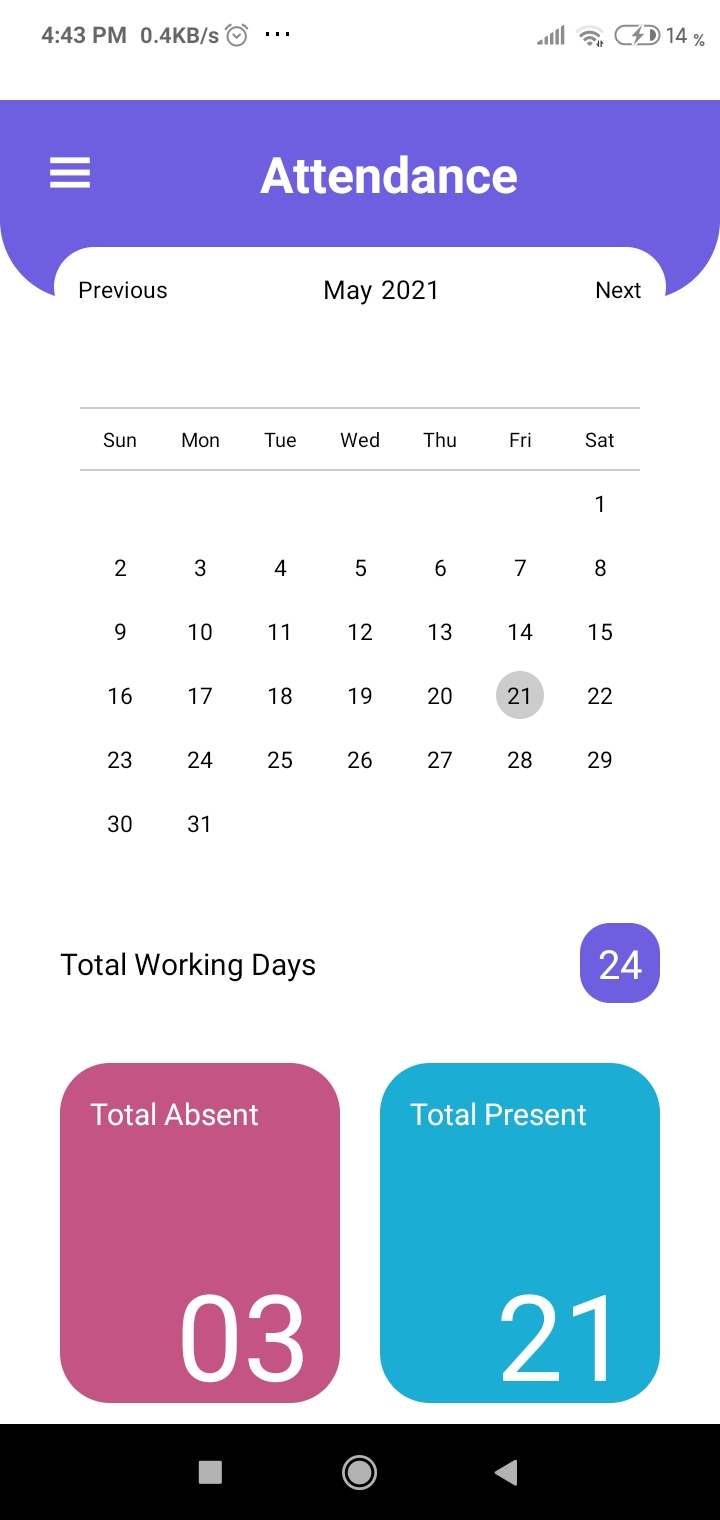 4:43 PM 0.4KB/s ... 14 %
Attendance
Previous May 2021 Next
Sun Mon Tue Wed Thu Fri Sat
1
2 3 4 5 6 7 8
9 10 11 12 13 14 15
16 17 18 19 20 21 22
23 24 25 26 27 28 29
30 31
Total Working Days 24
Total Absent Total Present
03 21